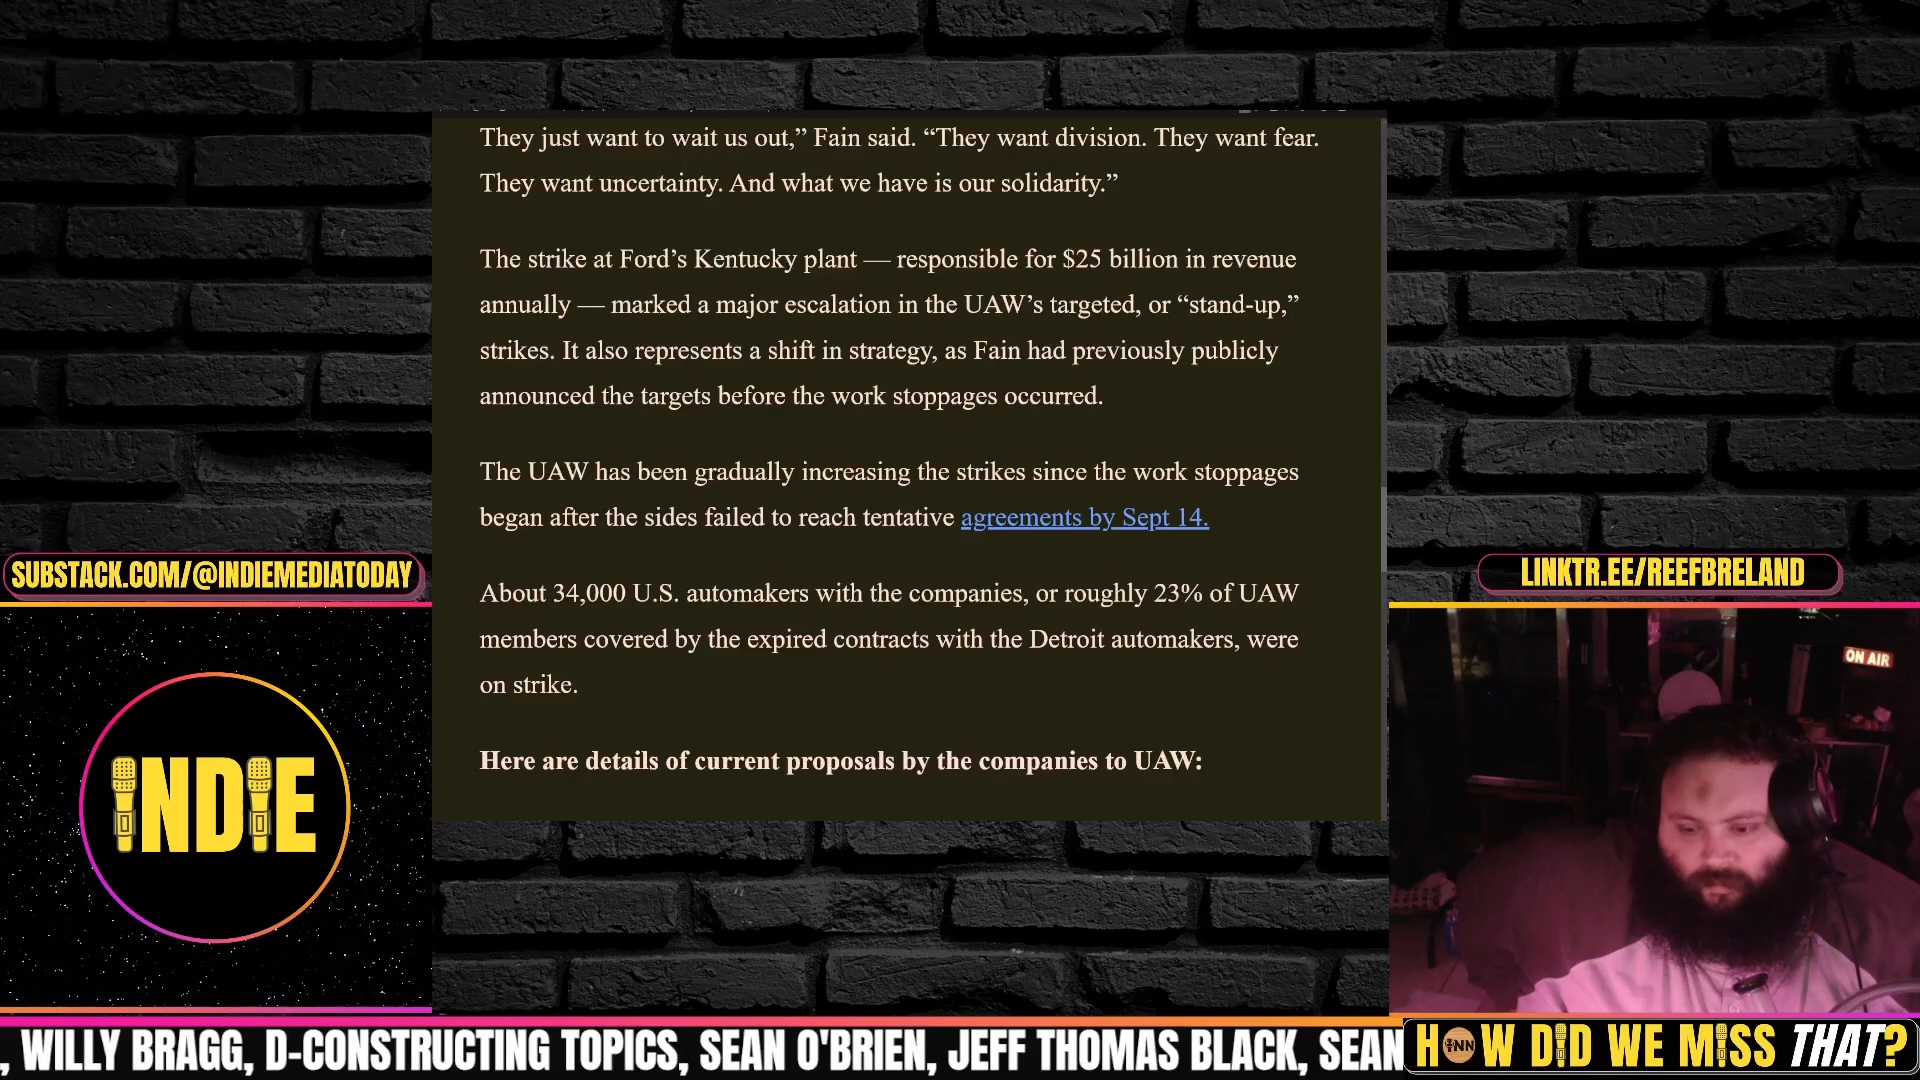 They just want to wait us out,” Fain said. “They want division. They want fear.
They want uncertainty. And what we have is our solidarity.”
The strike at Ford’s Kentucky plant — responsible for $25 billion in revenue
annually — marked a major escalation in the UAW’s targeted, or “stand-up,”
strikes. It also represents a shift in strategy, as Fain had previously publicly
announced the targets before the work stoppages occurred.
The UAW has been gradually increasing the strikes since the work stoppages
began after the sides failed to reach tentative agreements by Sept 14.
About 34,000 U.S. automakers with the companies, or roughly 23% of UAW
members covered by the expired contracts with the Detroit automakers, were
on strike.
Here are details of current proposals by the companies to UAW:
SUBSTACK.COM/@INDIEMEDIATODAY
LINKTR.EE/REEFBRELAND
ON AIR
INDIE
, WILLY BRAGG, D-CONSTRUCTING TOPICS, SEAN O'BRIEN, JEFF THOMAS BLACK, SEAN
HOW DID WE MISS THAT?
INN